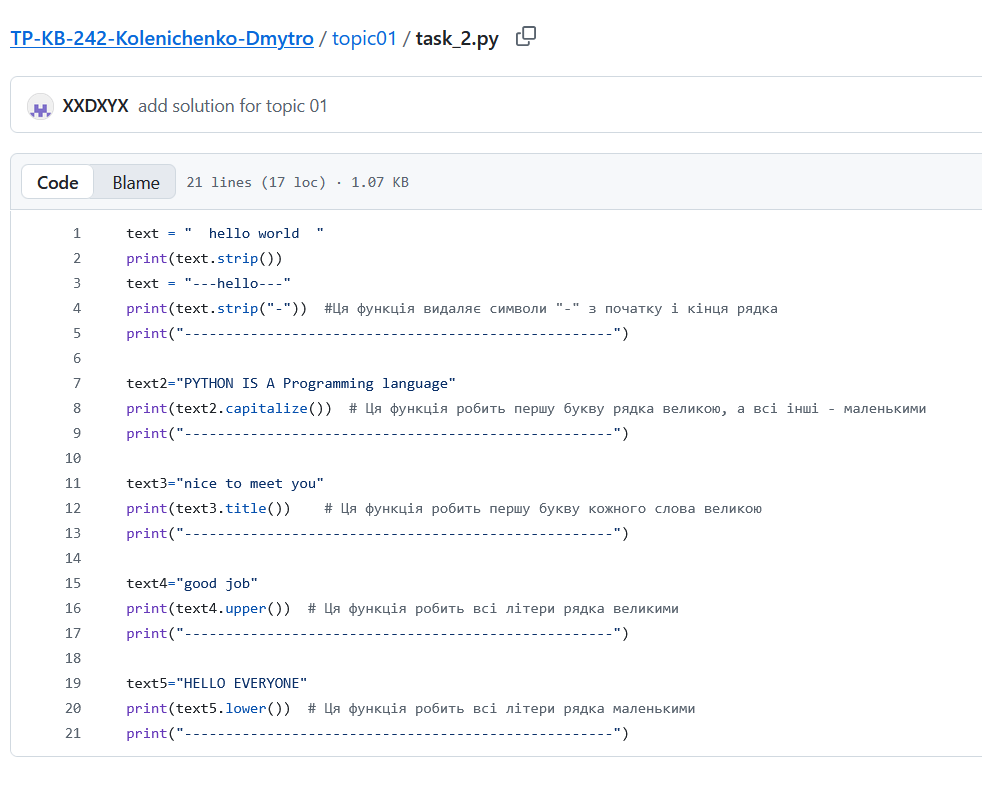 TP-KB-242-Kolenichenko-Dmytro / topic01 / task_2.py
XXDXYX add solution for topic 01
Code Blame 21 lines (17 loc) · 1.07 KB
1 text = "  hello world  "
2 print(text.strip())
3 text = "---hello---"
4 print(text.strip("-"))  #Ця функція видаляє символи "-" з початку і кінця рядка
5 print("----------------------------------------------------")
6
7 text2="PYTHON IS A Programming language"
8 print(text2.capitalize())  # Ця функція робить першу букву рядка великою, а всі інші - маленькими
9 print("----------------------------------------------------")
10
11 text3="nice to meet you"
12 print(text3.title())    # Ця функція робить першу букву кожного слова великою
13 print("----------------------------------------------------")
14
15 text4="good job"
16 print(text4.upper())  # Ця функція робить всі літери рядка великими
17 print("----------------------------------------------------")
18
19 text5="HELLO EVERYONE"
20 print(text5.lower())  # Ця функція робить всі літери рядка маленькими
21 print("----------------------------------------------------")